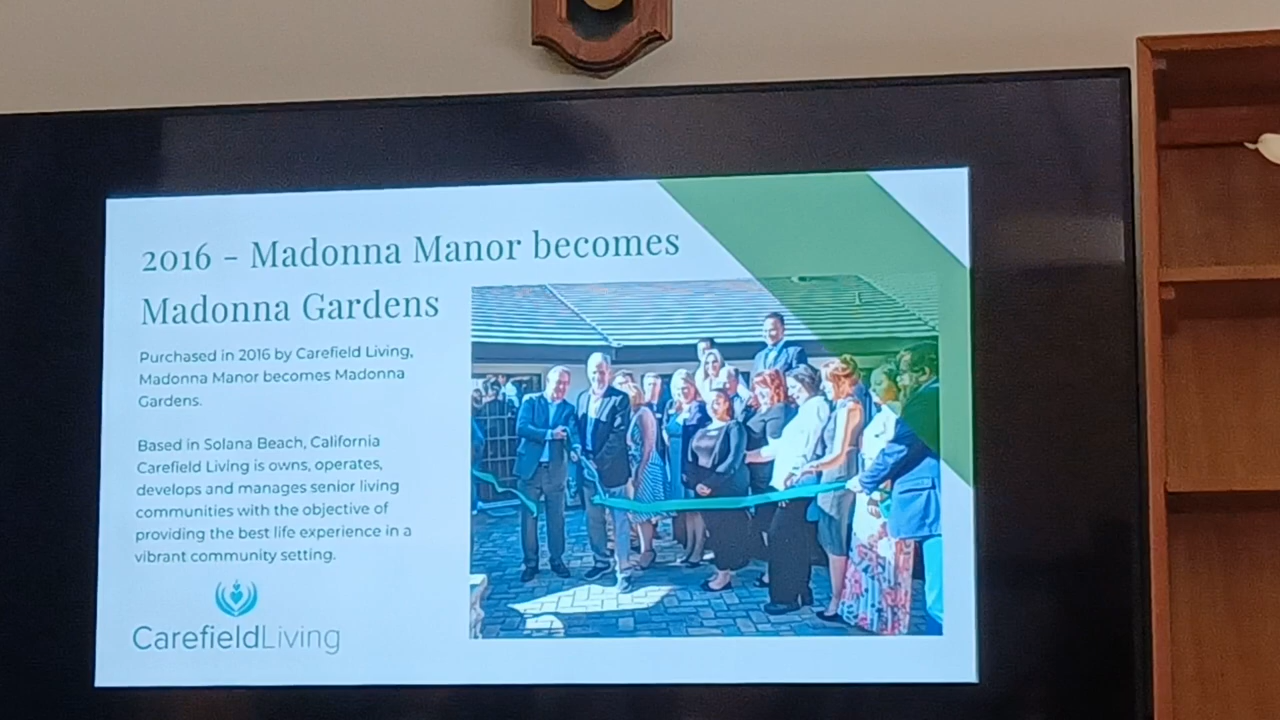 2016 - Madonna Manor becomes
Madonna Gardens
Purchased in 2016 by Carefield Living,
Madonna Manor becomes Madonna
Gardens.
Based in Solana Beach, California
Carefield Living is owns, operates,
develops and manages senior living
communities with the objective of
providing the best life experience in a
vibrant community setting.
CarefieldLiving